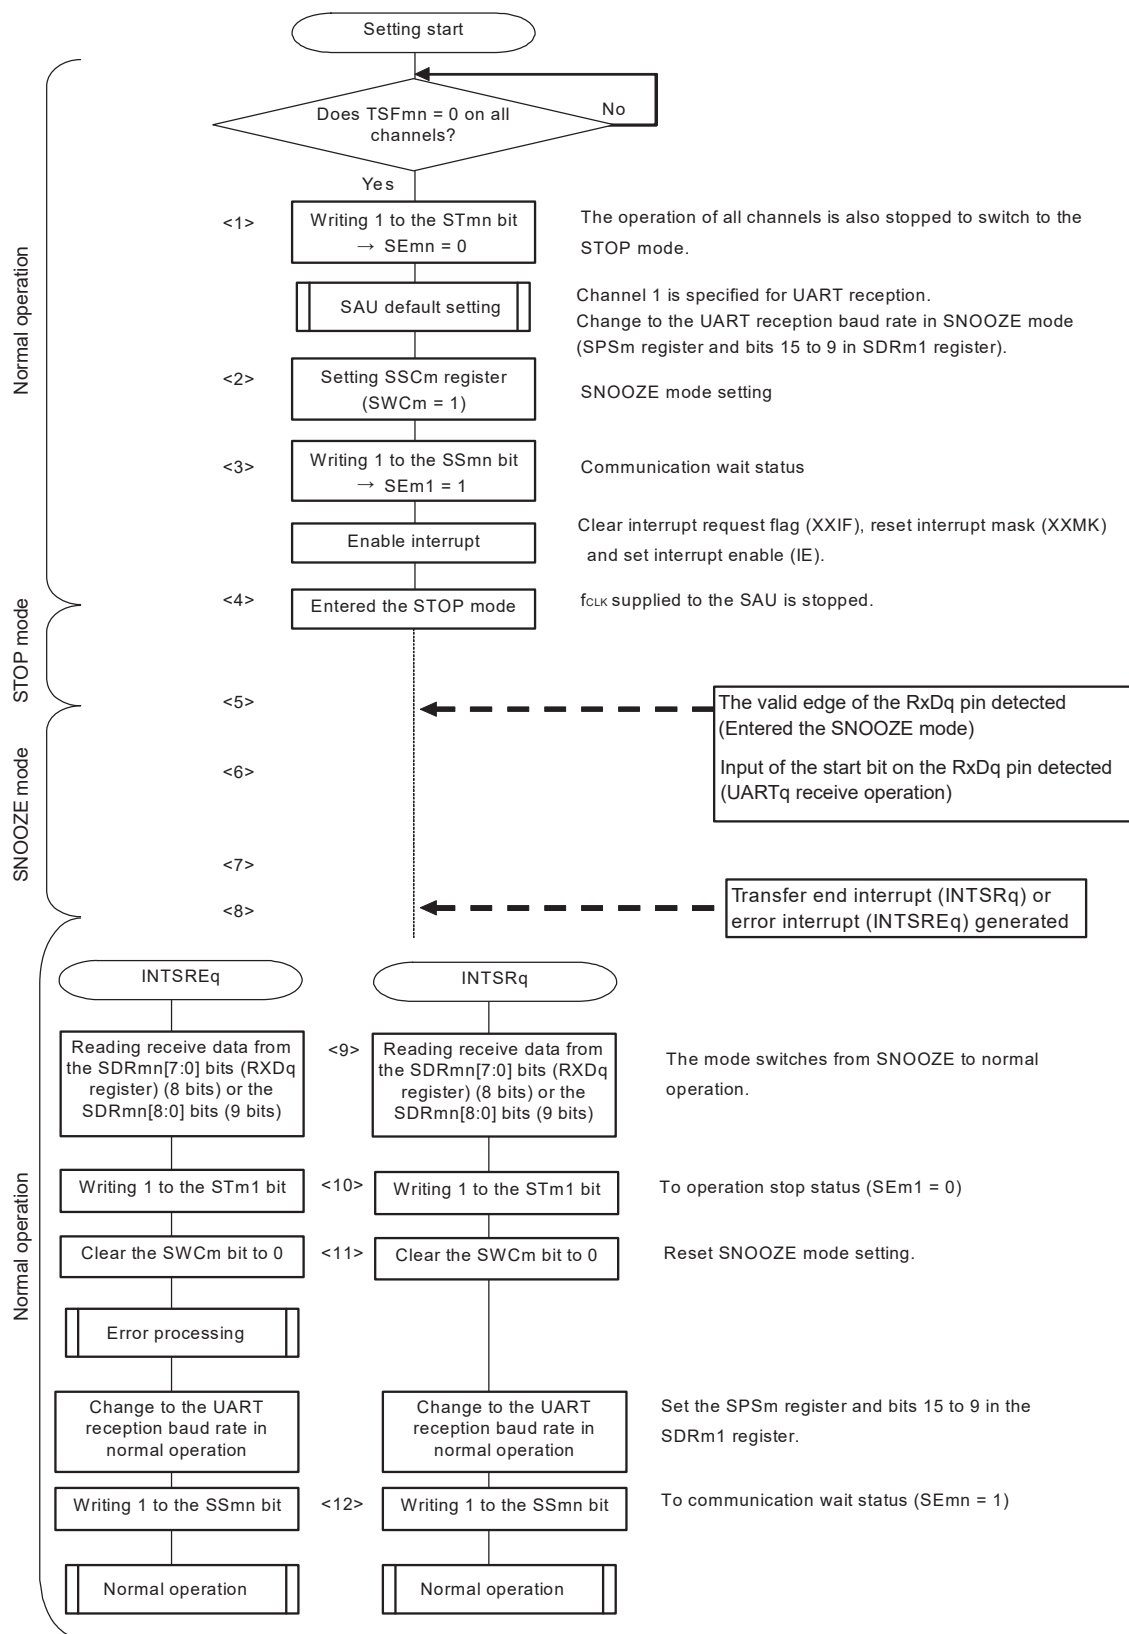 Setting start
Does TSFmn = 0 on all
channels?
No
Yes
<1>
Writing 1 to the STmn bit
→ SEmn = 0
The operation of all channels is also stopped to switch to the
STOP mode.
SAU default setting
Channel 1 is specified for UART reception.
Change to the UART reception baud rate in SNOOZE mode
(SPSm register and bits 15 to 9 in SDRm1 register).
Normal operation
<2>
Setting SSCm register
(SWCm = 1)
SNOOZE mode setting
<3>
Writing 1 to the SSmn bit
→ SEm1 = 1
Communication wait status
Enable interrupt
Clear interrupt request flag (XXIF), reset interrupt mask (XXMK)
and set interrupt enable (IE).
<4>
Entered the STOP mode
fCLK supplied to the SAU is stopped.
STOP mode
<5>
The valid edge of the RxDq pin detected
(Entered the SNOOZE mode)
<6>
Input of the start bit on the RxDq pin detected
(UARTq receive operation)
SNOOZE mode
<7>
<8>
Transfer end interrupt (INTSRq) or
error interrupt (INTSREq) generated
INTSREq
INTSRq
Reading receive data from
the SDRmn[7:0] bits (RXDq
register) (8 bits) or the
SDRmn[8:0] bits (9 bits)
<9>
Reading receive data from
the SDRmn[7:0] bits (RXDq
register) (8 bits) or the
SDRmn[8:0] bits (9 bits)
The mode switches from SNOOZE to normal
operation.
Writing 1 to the STm1 bit
<10>
Writing 1 to the STm1 bit
To operation stop status (SEm1 = 0)
Normal operation
Clear the SWCm bit to 0
<11>
Clear the SWCm bit to 0
Reset SNOOZE mode setting.
Error processing
Change to the UART
reception baud rate in
normal operation
Change to the UART
reception baud rate in
normal operation
Set the SPSm register and bits 15 to 9 in the
SDRm1 register.
Writing 1 to the SSmn bit
<12>
Writing 1 to the SSmn bit
To communication wait status (SEmn = 1)
Normal operation
Normal operation